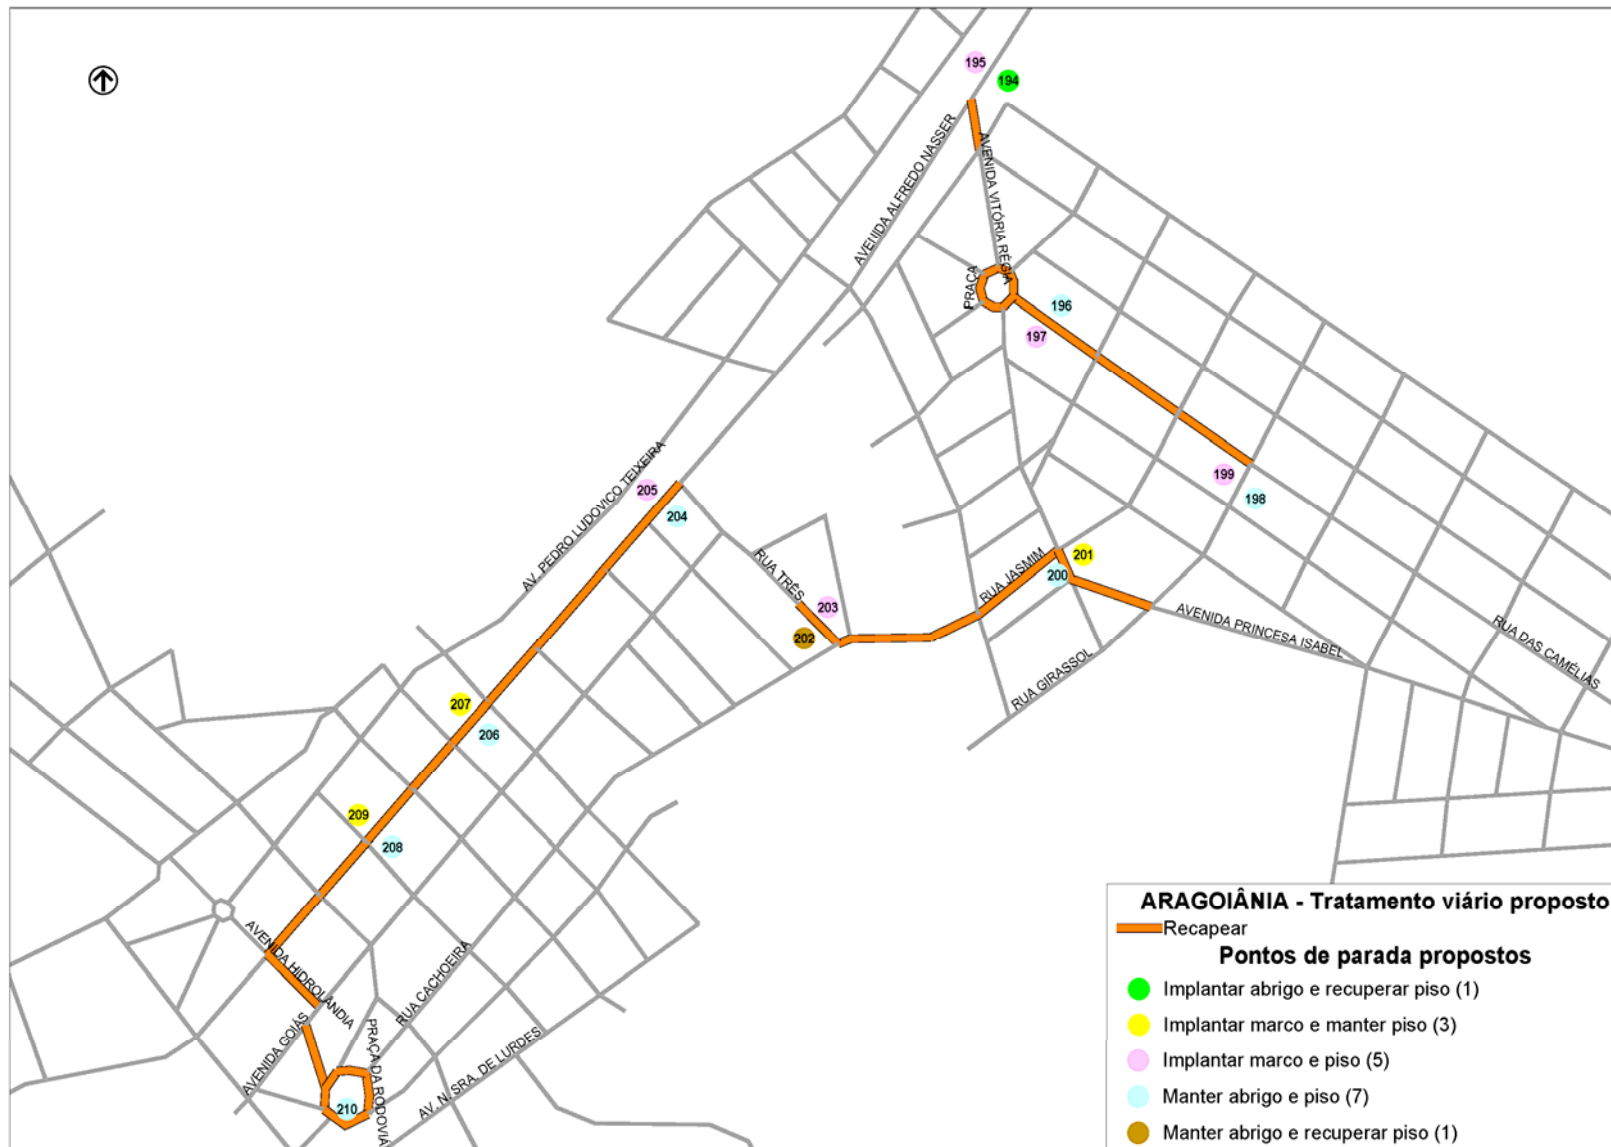 195
194
AVENIDA ALFREDO NASSER
AVENIDA VITÓRIA RÉGIA
PRAÇA
196
197
199
198
AV. PEDRO LUDOVICO TEIXEIRA
205
204
RUA TRÊS
203
202
RUA JASMIM
201
200
AVENIDA PRINCESA ISABEL
RUA DAS CAMÉLIAS
RUA GIRASSOL
207
206
209
208
AVENIDA HIDROLANDIA
AVENIDA GOIÁS
RUA CACHOEIRA
PRAÇA DA RODOVIÁ
AV. N. SRA. DE LURDES
210
ARAGOIÂNIA - Tratamento viário proposto
Recapear
Pontos de parada propostos
Implantar abrigo e recuperar piso (1)
Implantar marco e manter piso (3)
Implantar marco e piso (5)
Manter abrigo e piso (7)
Manter abrigo e recuperar piso (1)